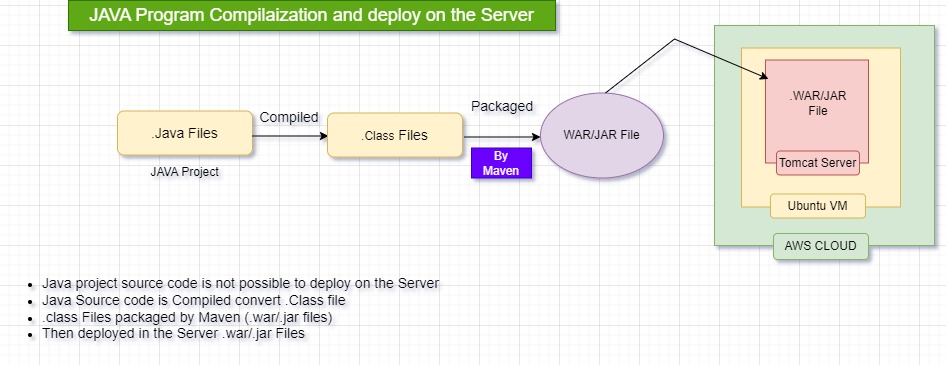 JAVA Program Compilaization and deploy on the Server
.Java Files
Compiled
.Class Files
Packaged
By
Maven
WAR/JAR File
JAVA Project
.WAR/JAR
File
Tomcat Server
Ubuntu VM
AWS CLOUD
• Java project source code is not possible to deploy on the Server
• Java Source code is Compiled convert .Class file
• .class Files packaged by Maven (.war/.jar files)
• Then deployed in the Server .war/.jar Files